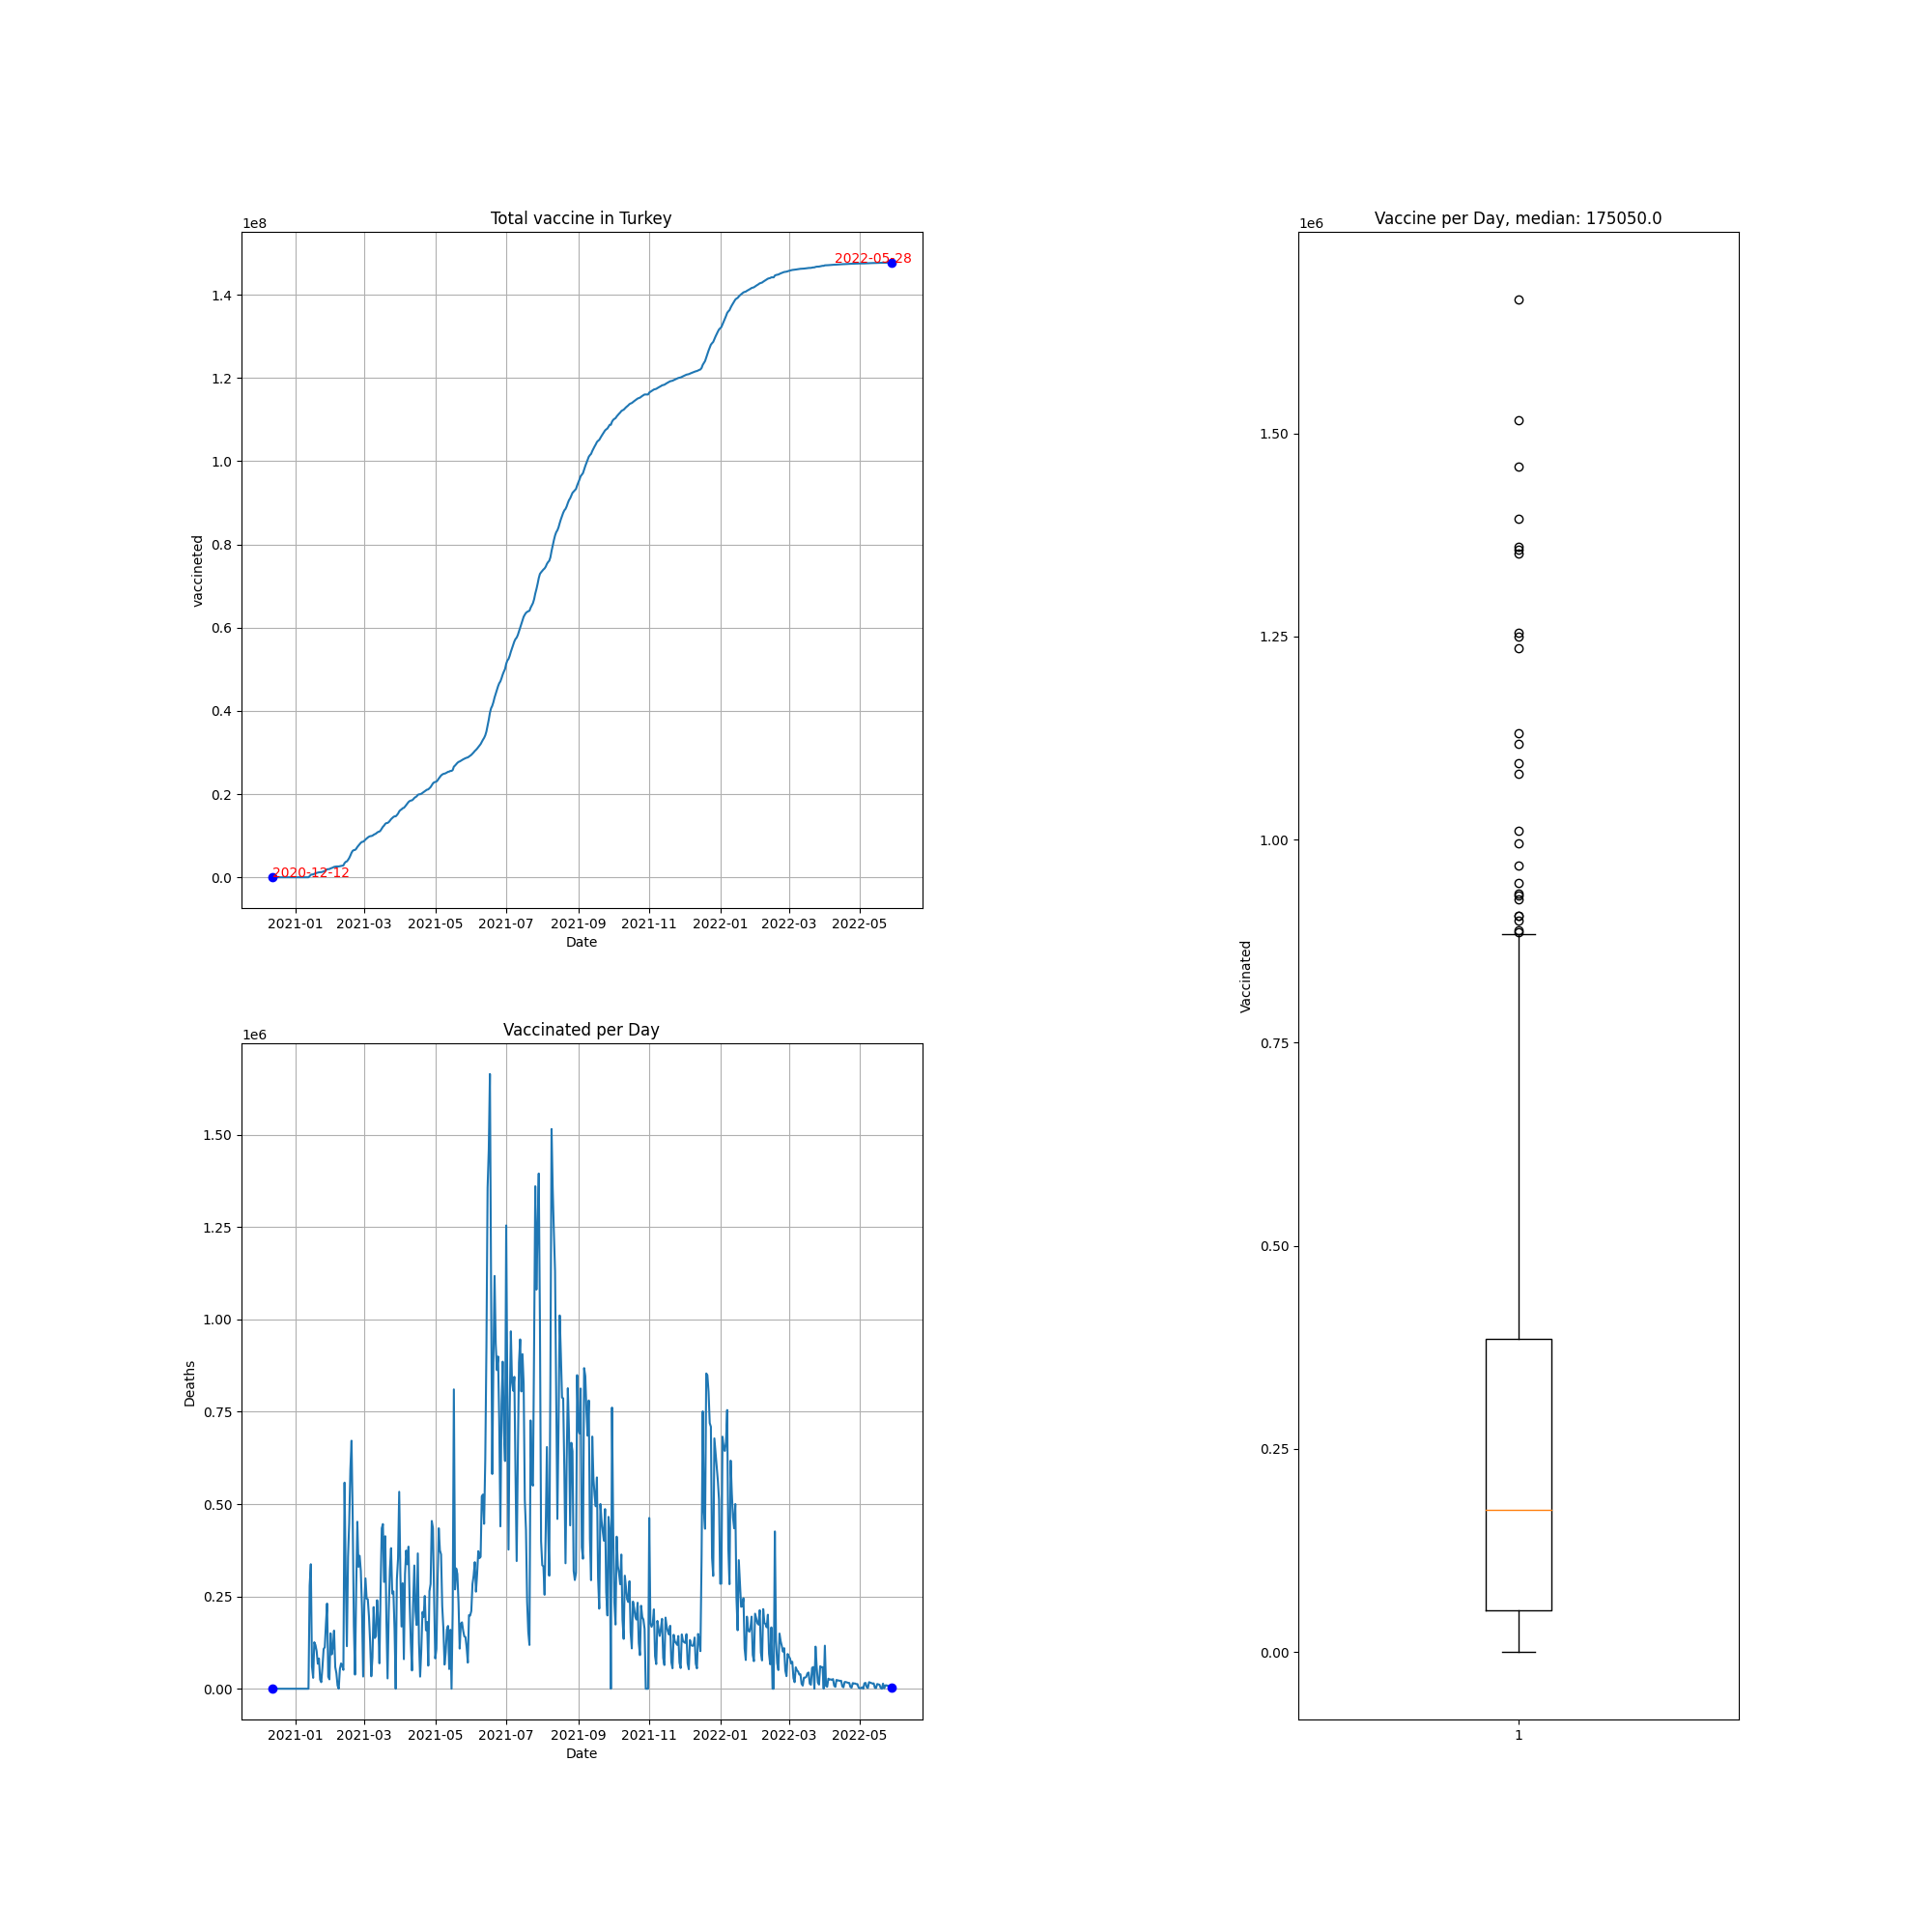 Total vaccine in Turkey
1e8
1.4
1.2
1.0
0.8
0.6
0.4
0.2
0.0
vaccineted
2022-05-28
2020-12-12
2021-01 2021-03 2021-05 2021-07 2021-09 2021-11 2022-01 2022-03 2022-05
Date
Vaccinated per Day
1e6
1.50
1.25
1.00
0.75
0.50
0.25
0.00
Deaths
2021-01 2021-03 2021-05 2021-07 2021-09 2021-11 2022-01 2022-03 2022-05
Date
Vaccine per Day, median: 175050.0
1e6
1.50
1.25
1.00
0.75
0.50
0.25
0.00
Vaccinated
1